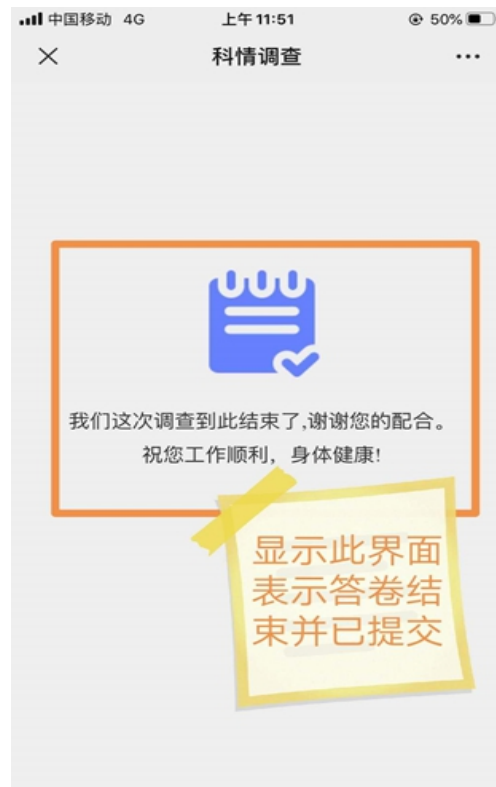 中国移动 4G 上午11:51 50%
科情调查
我们这次调查到此结束了,谢谢您的配合。
祝您工作顺利，身体健康!
显示此界面
表示答卷结
束并已提交